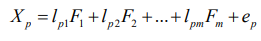 X_p = l_{p1}F_1 + l_{p2}F_2 + ... + l_{pm}F_m + e_p